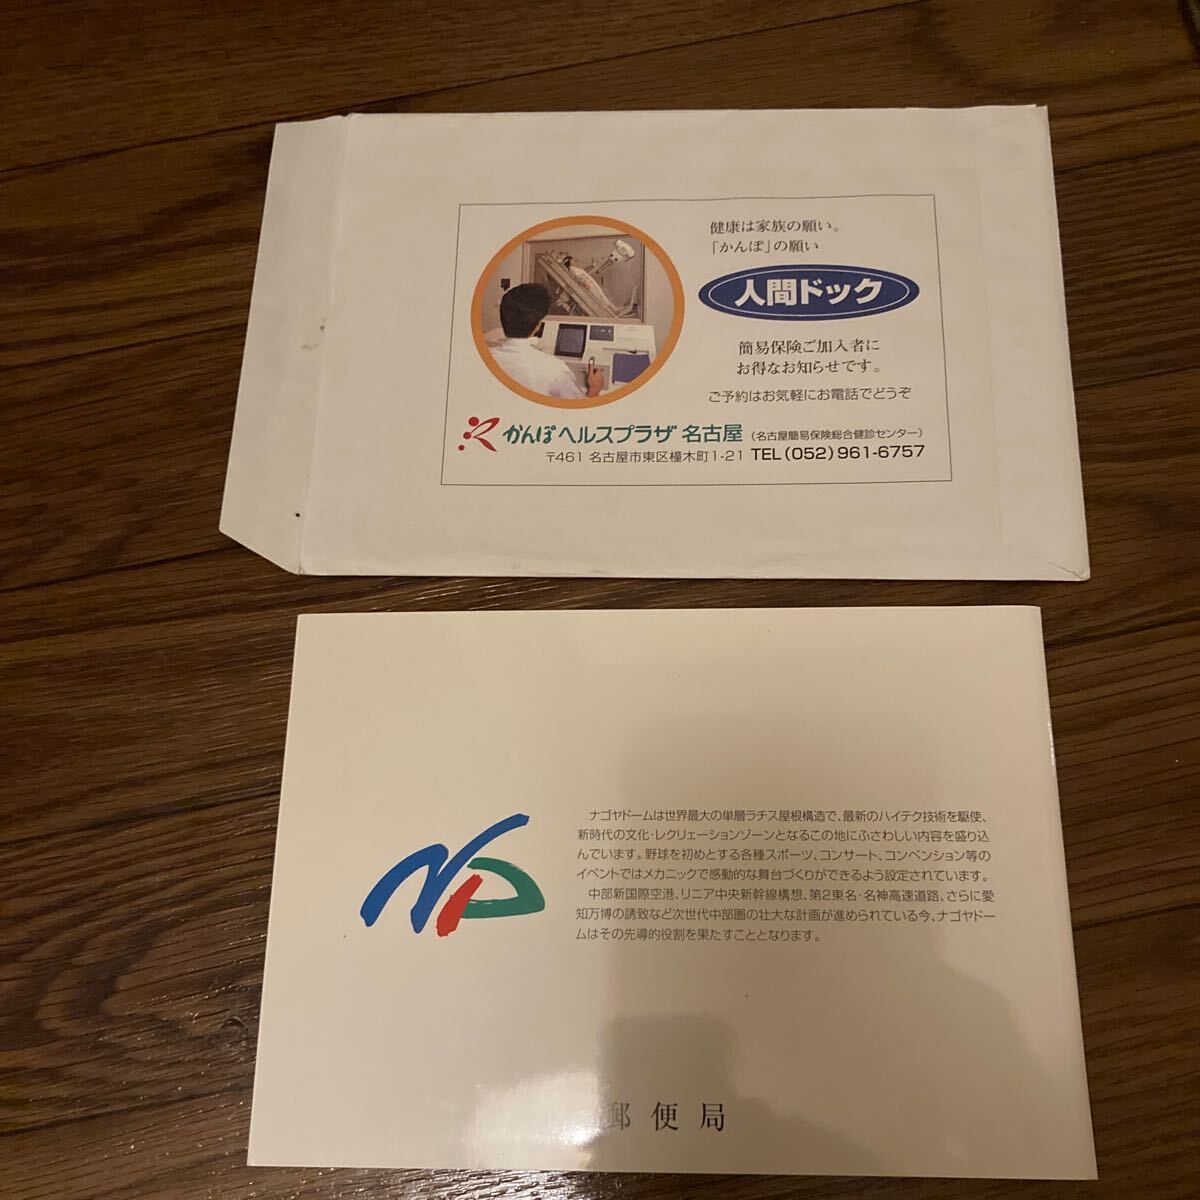 健康は家族の願い。
「かんぽ」の願い
人間ドック
簡易保険ご加入者に
お得なお知らせです。
ご予約はお気軽にお電話でどうぞ
かんぽヘルスプラザ 名古屋 (名古屋簡易保険総合健診センター)
〒461 名古屋市東区橦木町1-21 TEL(052)961-6757
ナゴヤドームは世界最大の単層ラチス屋根構造で、最新のハイテク技術を駆使、
新時代の文化・レクリェーションゾーンとなるこの地にふさわしい内容を盛り込
んでいます。野球を初めとする各種スポーツ、コンサート、コンベンション等の
イベントではメカニックで感動的な舞台づくりができるよう設定されています。
中部新国際空港、リニア中央新幹線構想、第2東名・名神高速道路、さらに愛
知万博の誘致など次世代中部圏の壮大な計画が進められている今、ナゴヤドー
ムはその先導的役割を果たすこととなります。
ND
郵便局